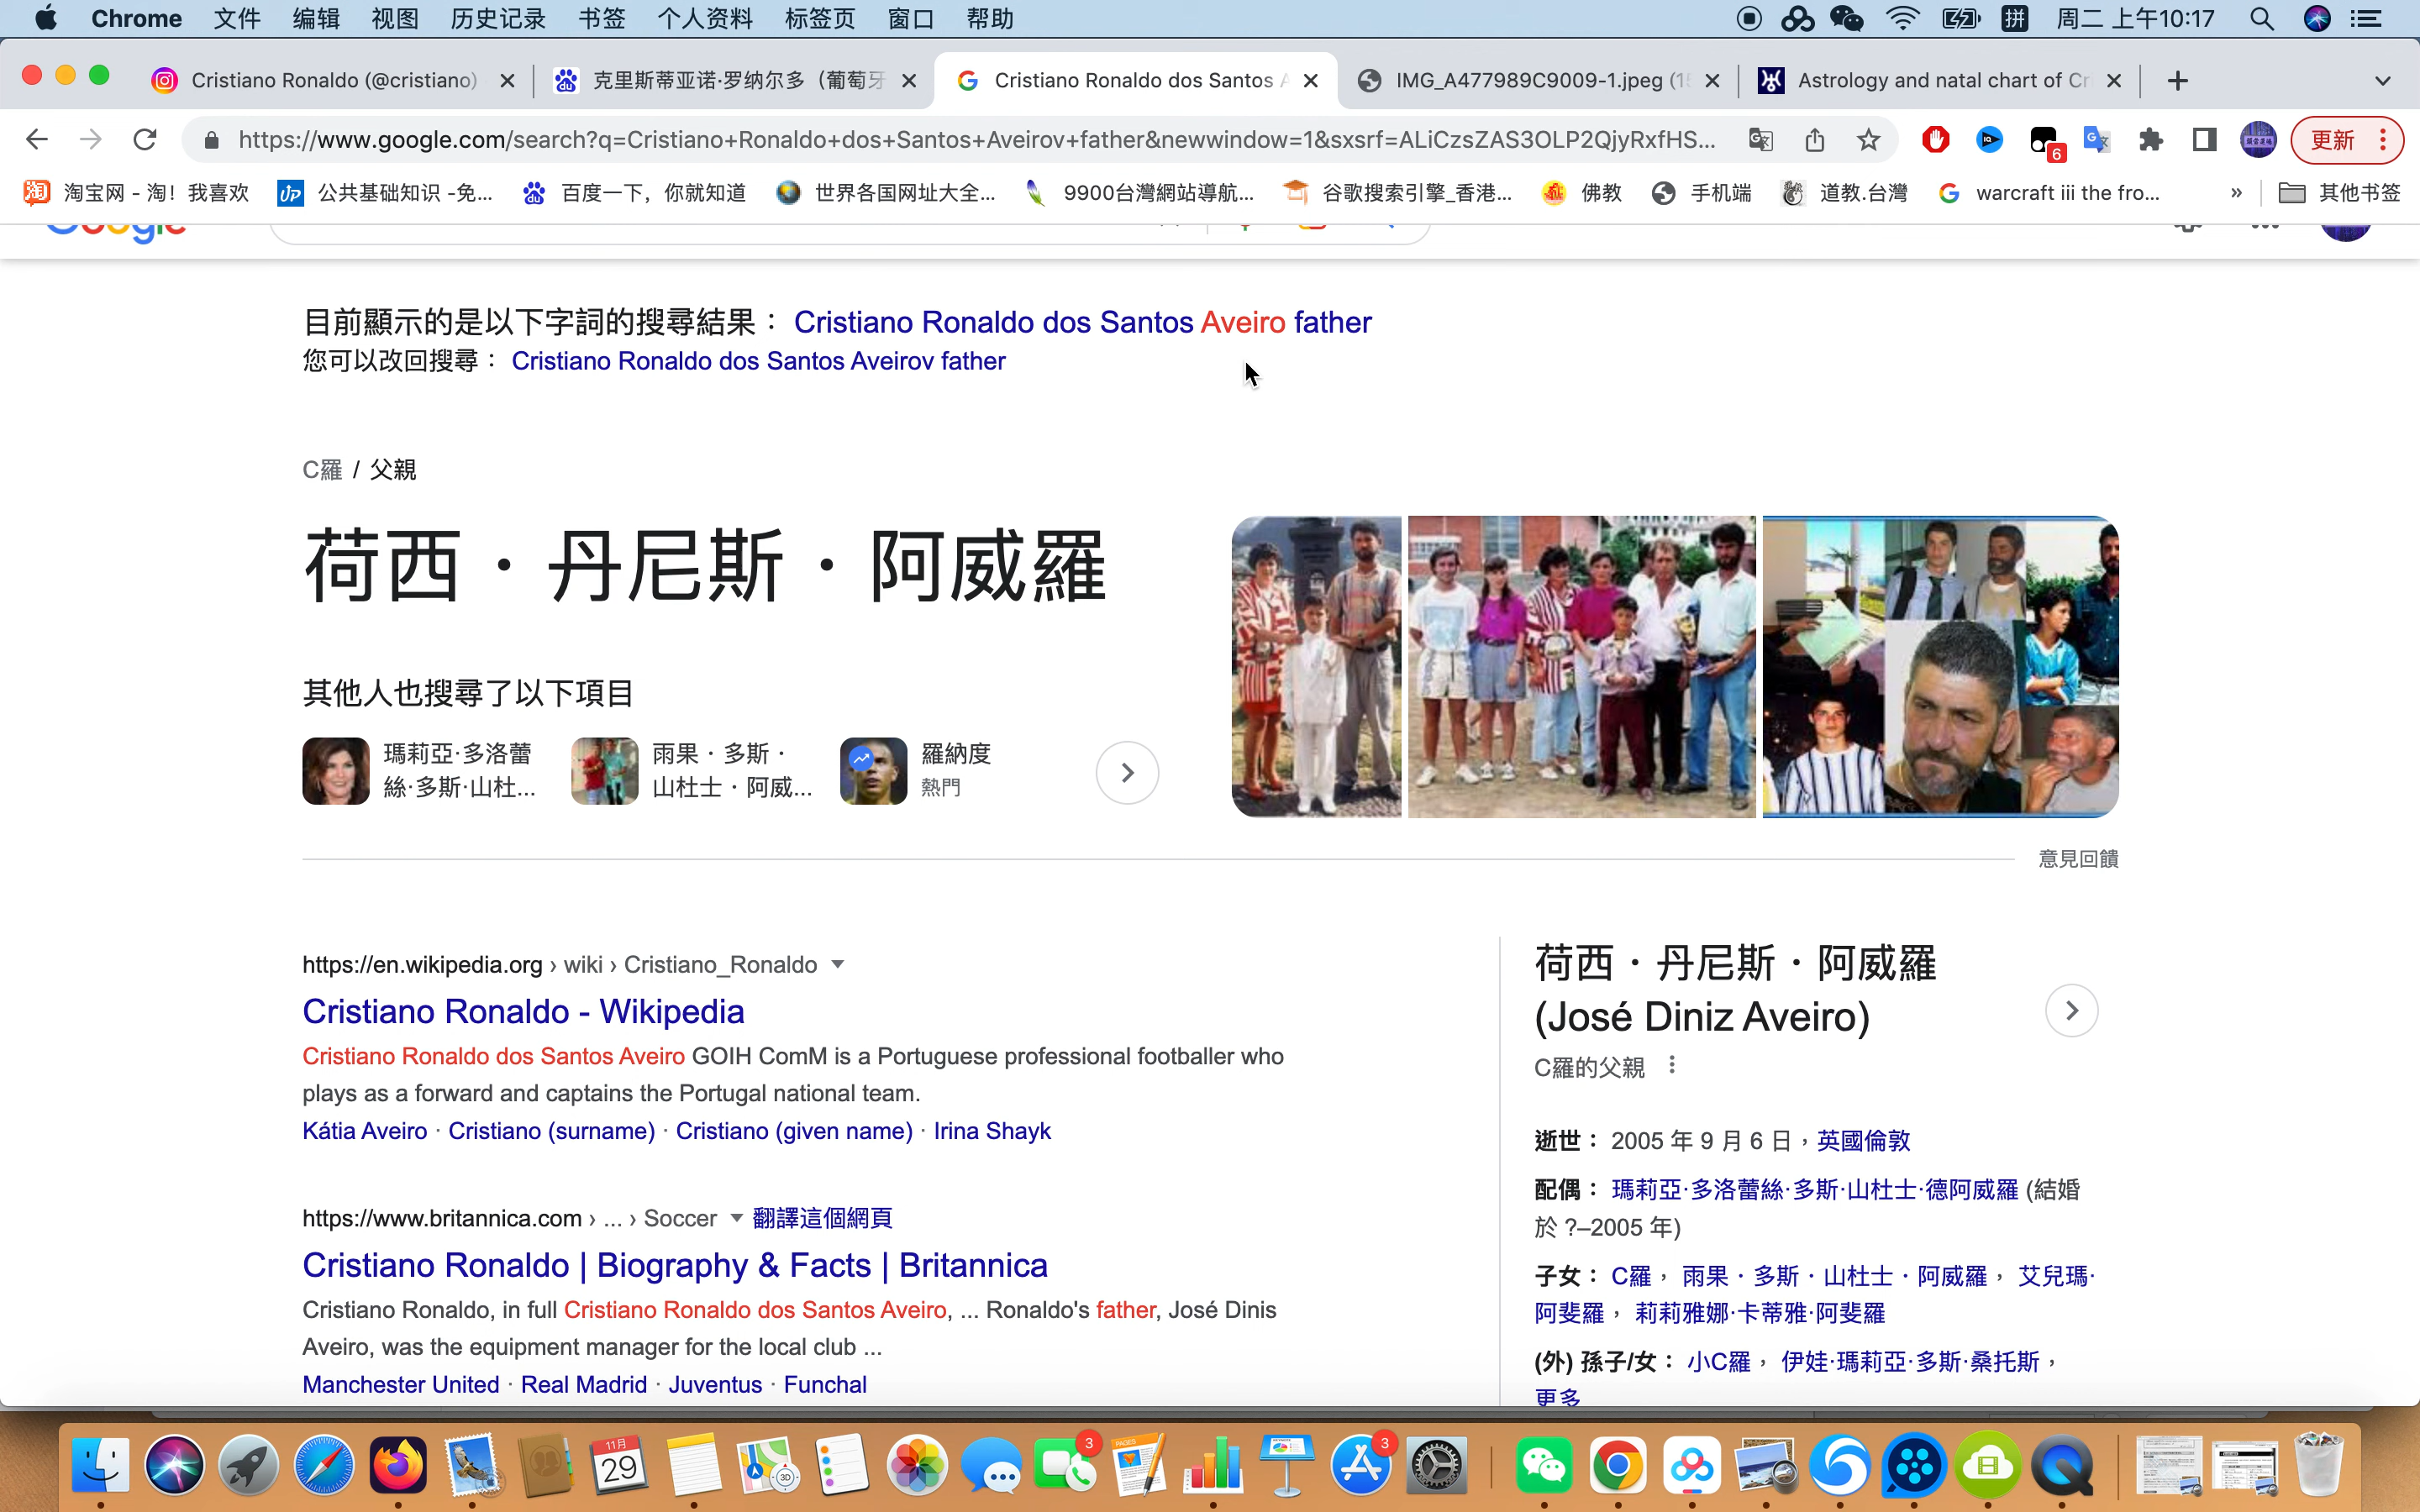 Chrome 文件 编辑 视图 历史记录 书签 个人资料 标签页 窗口 帮助 拼 周二 上午10:17
Cristiano Ronaldo (@cristiano) 克里斯蒂亚诺·罗纳尔多（葡萄牙 Cristiano Ronaldo dos Santos A IMG_A477989C9009-1.jpeg (1 Astrology and natal chart of Cr
https://www.google.com/search?q=Cristiano+Ronaldo+dos+Santos+Aveirov+father&newwindow=1&sxsrf=ALiCzsZAS3OLP2QjyRxfHS... 6 更新
淘宝网 - 淘！我喜欢 公共基础知识 -免... 百度一下，你就知道 世界各国网址大全... 9900台灣網站導航... 谷歌搜索引擎_香港... 佛教 手机端 道教.台灣 warcraft iii the fro... » 其他书签
目前顯示的是以下字詞的搜尋結果： Cristiano Ronaldo dos Santos Aveiro father
您可以改回搜尋： Cristiano Ronaldo dos Santos Aveirov father
C羅 / 父親
荷西·丹尼斯·阿威羅
其他人也搜尋了以下項目
瑪莉亞·多洛蕾 雨果·多斯· 羅納度
絲·多斯·山杜... 山杜士·阿威... 熱門
意見回饋
https://en.wikipedia.org › wiki › Cristiano_Ronaldo
Cristiano Ronaldo - Wikipedia
Cristiano Ronaldo dos Santos Aveiro GOIH ComM is a Portuguese professional footballer who
plays as a forward and captains the Portugal national team.
Kátia Aveiro · Cristiano (surname) · Cristiano (given name) · Irina Shayk
https://www.britannica.com › ... › Soccer 翻譯這個網頁
Cristiano Ronaldo | Biography & Facts | Britannica
Cristiano Ronaldo, in full Cristiano Ronaldo dos Santos Aveiro, ... Ronaldo's father, José Dinis
Aveiro, was the equipment manager for the local club ...
Manchester United · Real Madrid · Juventus · Funchal
荷西·丹尼斯·阿威羅
(José Diniz Aveiro)
C羅的父親
逝世： 2005 年 9 月 6 日，英國倫敦
配偶： 瑪莉亞·多洛蕾絲·多斯·山杜士·德阿威羅 (結婚
於 ?–2005 年)
子女： C羅， 雨果·多斯·山杜士·阿威羅， 艾兒瑪·
阿斐羅， 莉莉雅娜·卡蒂雅·阿斐羅
(外) 孫子/女： 小C羅， 伊娃·瑪莉亞·多斯·桑托斯，
更多
11月
29
3D
3
PAGES
3